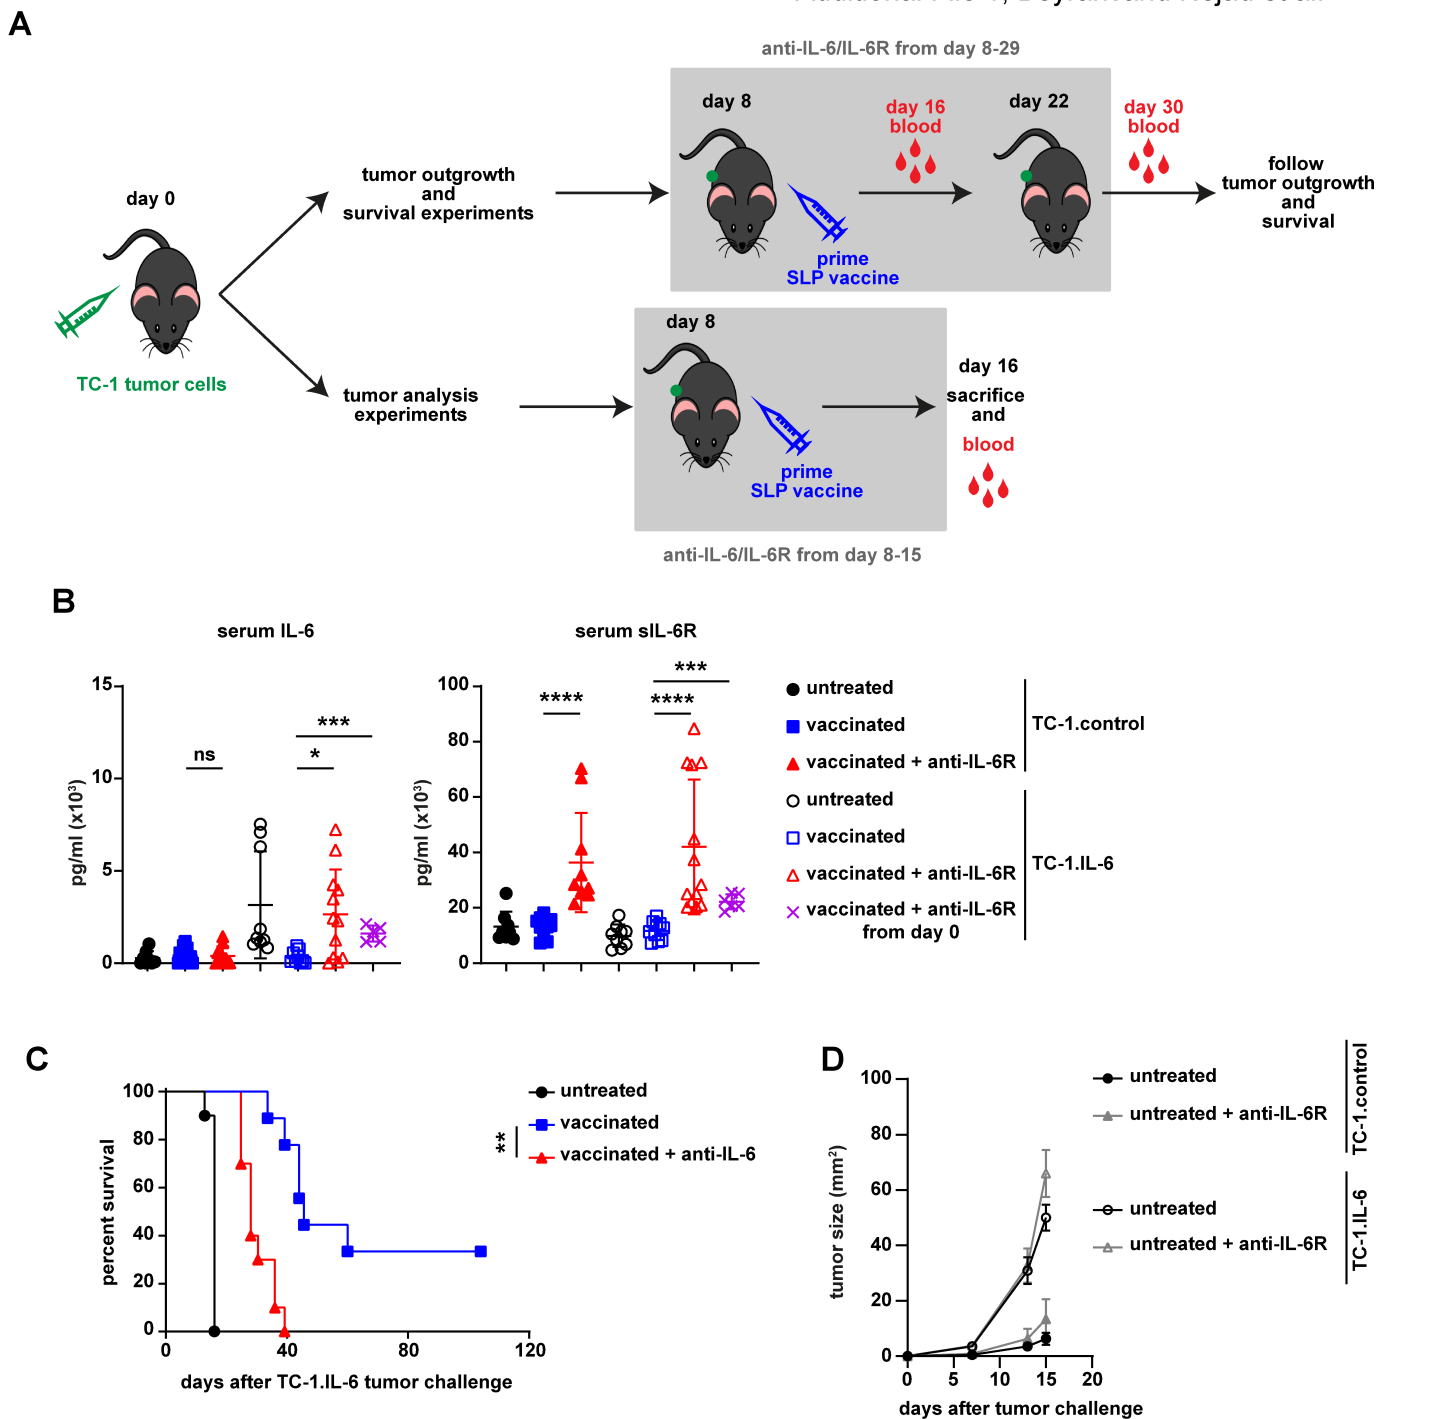 A
anti-IL-6/IL-6R from day 8-29
day 8
day 16
blood
day 22
day 30
blood
tumor outgrowth
and
survival experiments
follow
tumor outgrowth
and
survival
day 0
prime
SLP vaccine
TC-1 tumor cells
day 8
tumor analysis
experiments
day 16
sacrifice
and
blood
prime
SLP vaccine
anti-IL-6/IL-6R from day 8-15
B
serum IL-6
pg/ml (x10³)
15
10
5
0
ns
*
***
serum sIL-6R
pg/ml (x10³)
100
80
60
40
20
0
****
****
***
untreated
vaccinated
vaccinated + anti-IL-6R
TC-1.control
untreated
vaccinated
vaccinated + anti-IL-6R
vaccinated + anti-IL-6R
from day 0
TC-1.IL-6
C
percent survival
100
80
60
40
20
0
0 40 80 120
days after TC-1.IL-6 tumor challenge
untreated
vaccinated
vaccinated + anti-IL-6
**
D
tumor size (mm²)
100
80
60
40
20
0
0 5 10 15 20
days after tumor challenge
untreated
untreated + anti-IL-6R
TC-1.control
untreated
untreated + anti-IL-6R
TC-1.IL-6